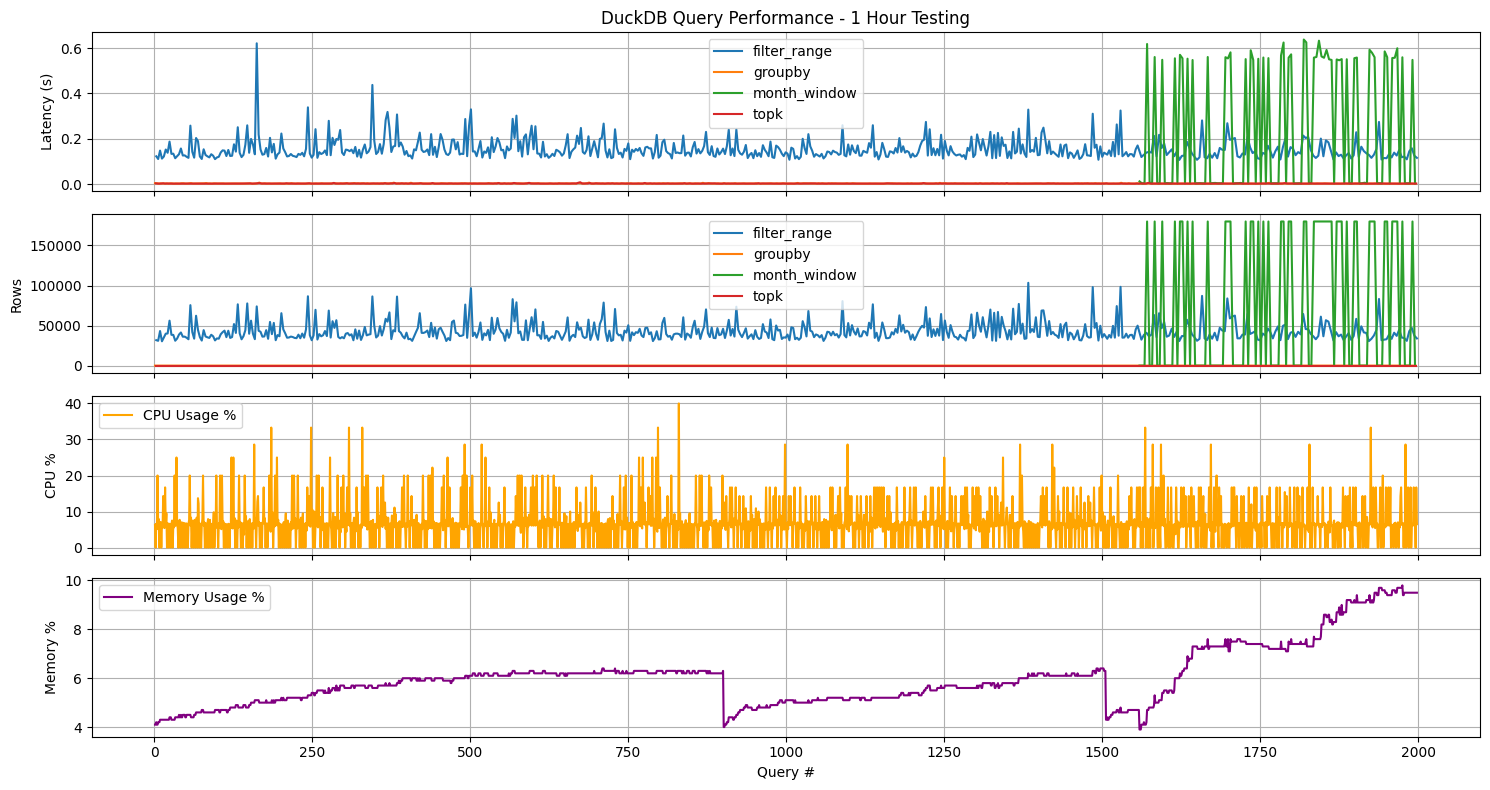 DuckDB Query Performance - 1 Hour Testing
Latency (s)
0.6
0.4
0.2
0.0
filter_range
groupby
month_window
topk
Rows
150000
100000
50000
0
filter_range
groupby
month_window
topk
CPU %
40
30
20
10
0
CPU Usage %
Memory %
10
8
6
4
Memory Usage %
0
250
500
750
1000
1250
1500
1750
2000
Query #